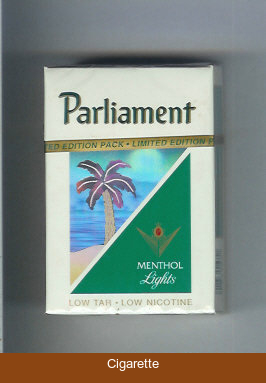 Parliament
ED EDITION PACK • LIMITED EDITION P
MENTHOL
Lights
LOW TAR • LOW NICOTINE
Cigarette